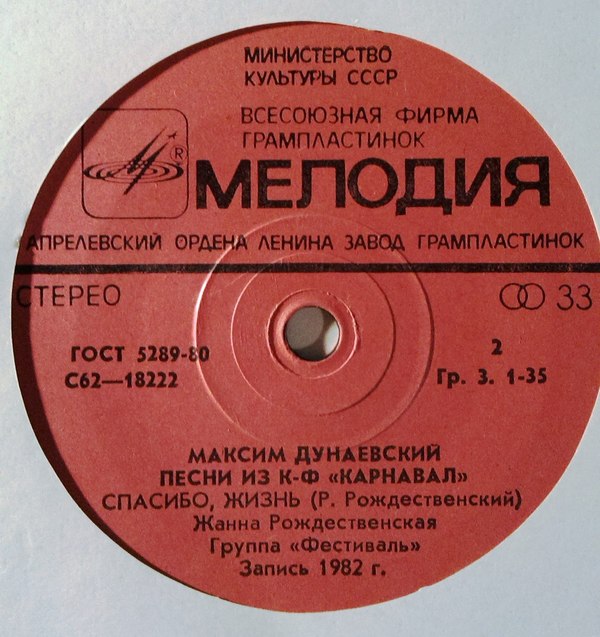 МИНИСТЕРСТВО
КУЛЬТУРЫ СССР
ВСЕСОЮЗНАЯ ФИРМА
ГРАМПЛАСТИНОК
®
МЕЛОДИЯ
АПРЕЛЕВСКИЙ ОРДЕНА ЛЕНИНА ЗАВОД ГРАМПЛАСТИНОК
СТЕРЕО 33
ГОСТ 5289-80 2
С62—18222 Гр. 3. 1-35
МАКСИМ ДУНАЕВСКИЙ
ПЕСНИ ИЗ К-Ф «КАРНАВАЛ»
СПАСИБО, ЖИЗНЬ (Р. Рождественский)
Жанна Рождественская
Группа «Фестиваль»
Запись 1982 г.